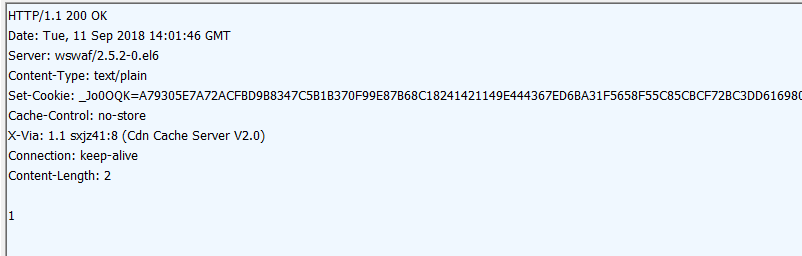 HTTP/1.1 200 OK
Date: Tue, 11 Sep 2018 14:01:46 GMT
Server: wswaf/2.5.2-0.el6
Content-Type: text/plain
Set-Cookie: _Jo0OQK=A79305E7A72ACFBD9B8347C5B1B370F99E87B68C18241421149E444367ED6BA31F5658F55C85CBCF72BC3DD616980
Cache-Control: no-store
X-Via: 1.1 sxjz41:8 (Cdn Cache Server V2.0)
Connection: keep-alive
Content-Length: 2
1